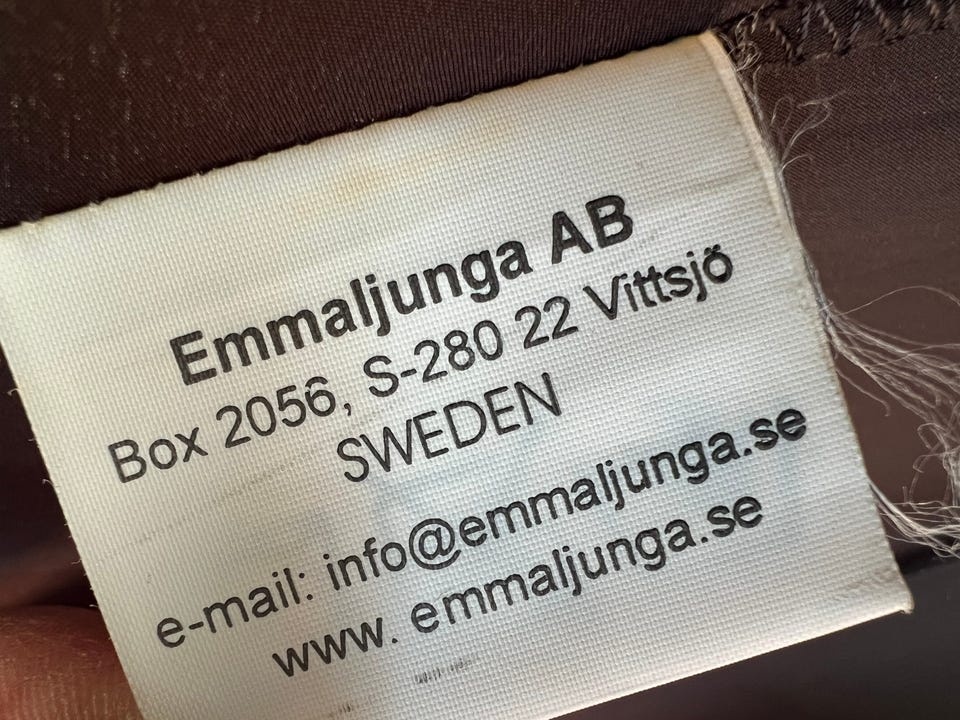 Emmaljunga AB
Box 2056, S-280 22 Vittsjö
SWEDEN
e-mail: info@emmaljunga.se
www. emmaljunga.se